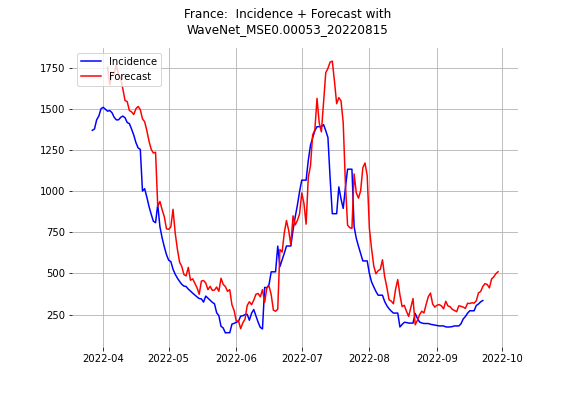 France:  Incidence + Forecast with
WaveNet_MSE0.00053_20220815
Incidence
Forecast
1750
1500
1250
1000
750
500
250
2022-04 2022-05 2022-06 2022-07 2022-08 2022-09 2022-10